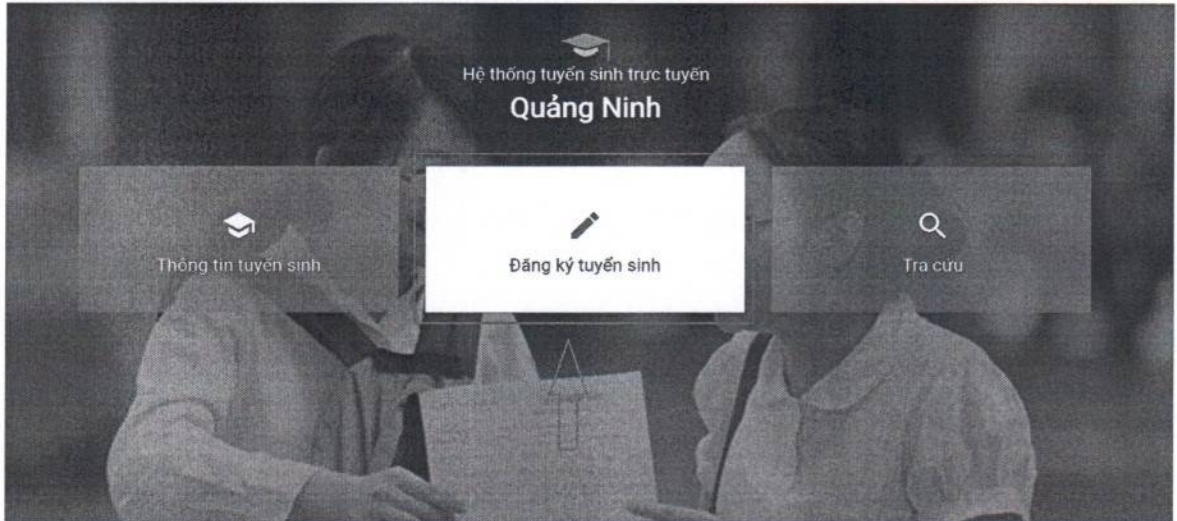 Hệ thống tuyển sinh trực tuyến
Quảng Ninh
Thông tin tuyển sinh
Đăng ký tuyển sinh
Tra cứu